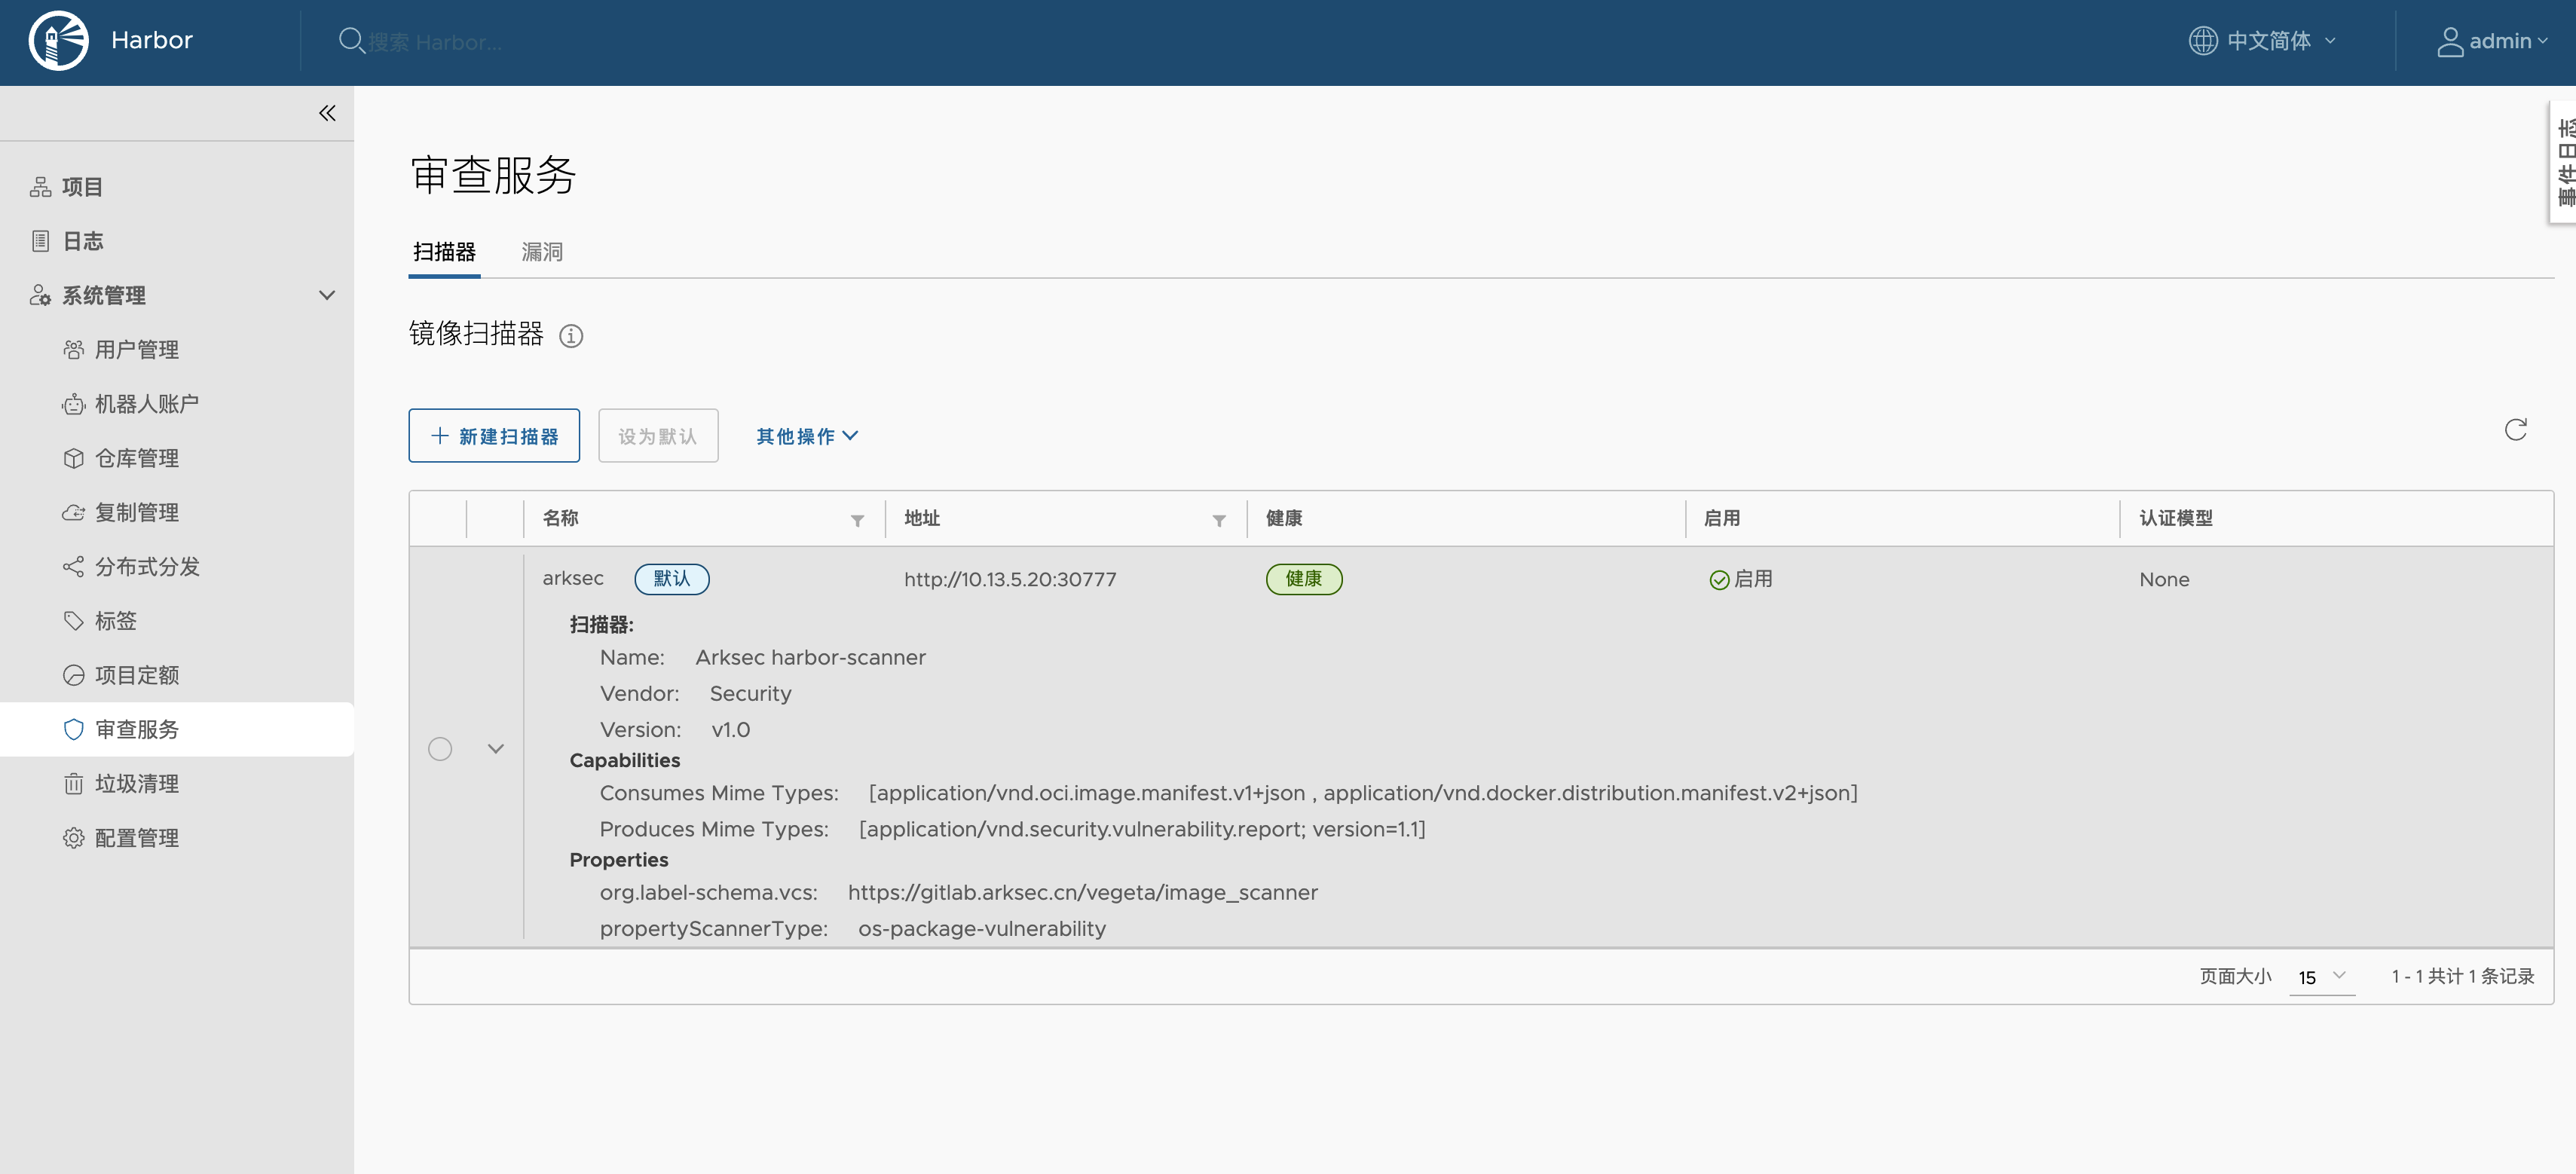 Harbor
搜索 Harbor...
中文简体
admin
事件日志
项目
日志
系统管理
用户管理
机器人账户
仓库管理
复制管理
分布式分发
标签
项目定额
审查服务
垃圾清理
配置管理
审查服务
扫描器 漏洞
镜像扫描器
新建扫描器 设为默认 其他操作
名称 地址 健康 启用 认证模型
arksec 默认 http://10.13.5.20:30777 健康 启用 None
扫描器:
Name: Arksec harbor-scanner
Vendor: Security
Version: v1.0
Capabilities
Consumes Mime Types: [application/vnd.oci.image.manifest.v1+json , application/vnd.docker.distribution.manifest.v2+json]
Produces Mime Types: [application/vnd.security.vulnerability.report; version=1.1]
Properties
org.label-schema.vcs: https://gitlab.arksec.cn/vegeta/image_scanner
propertyScannerType: os-package-vulnerability
页面大小 15 1 - 1 共计 1 条记录